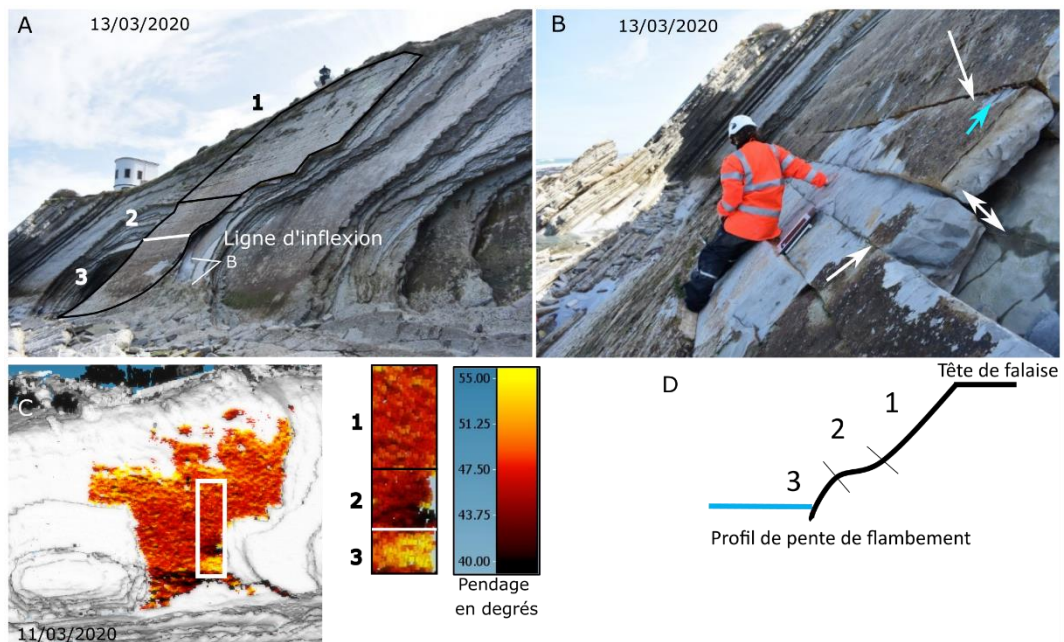 A
13/03/2020
1
2
3
Ligne d'inflexion
B
B
13/03/2020
C
11/03/2020
1
2
3
55.00
51.25
47.50
43.75
40.00
Pendage
en degrés
D
Tête de falaise
1
2
3
Profil de pente de flambement